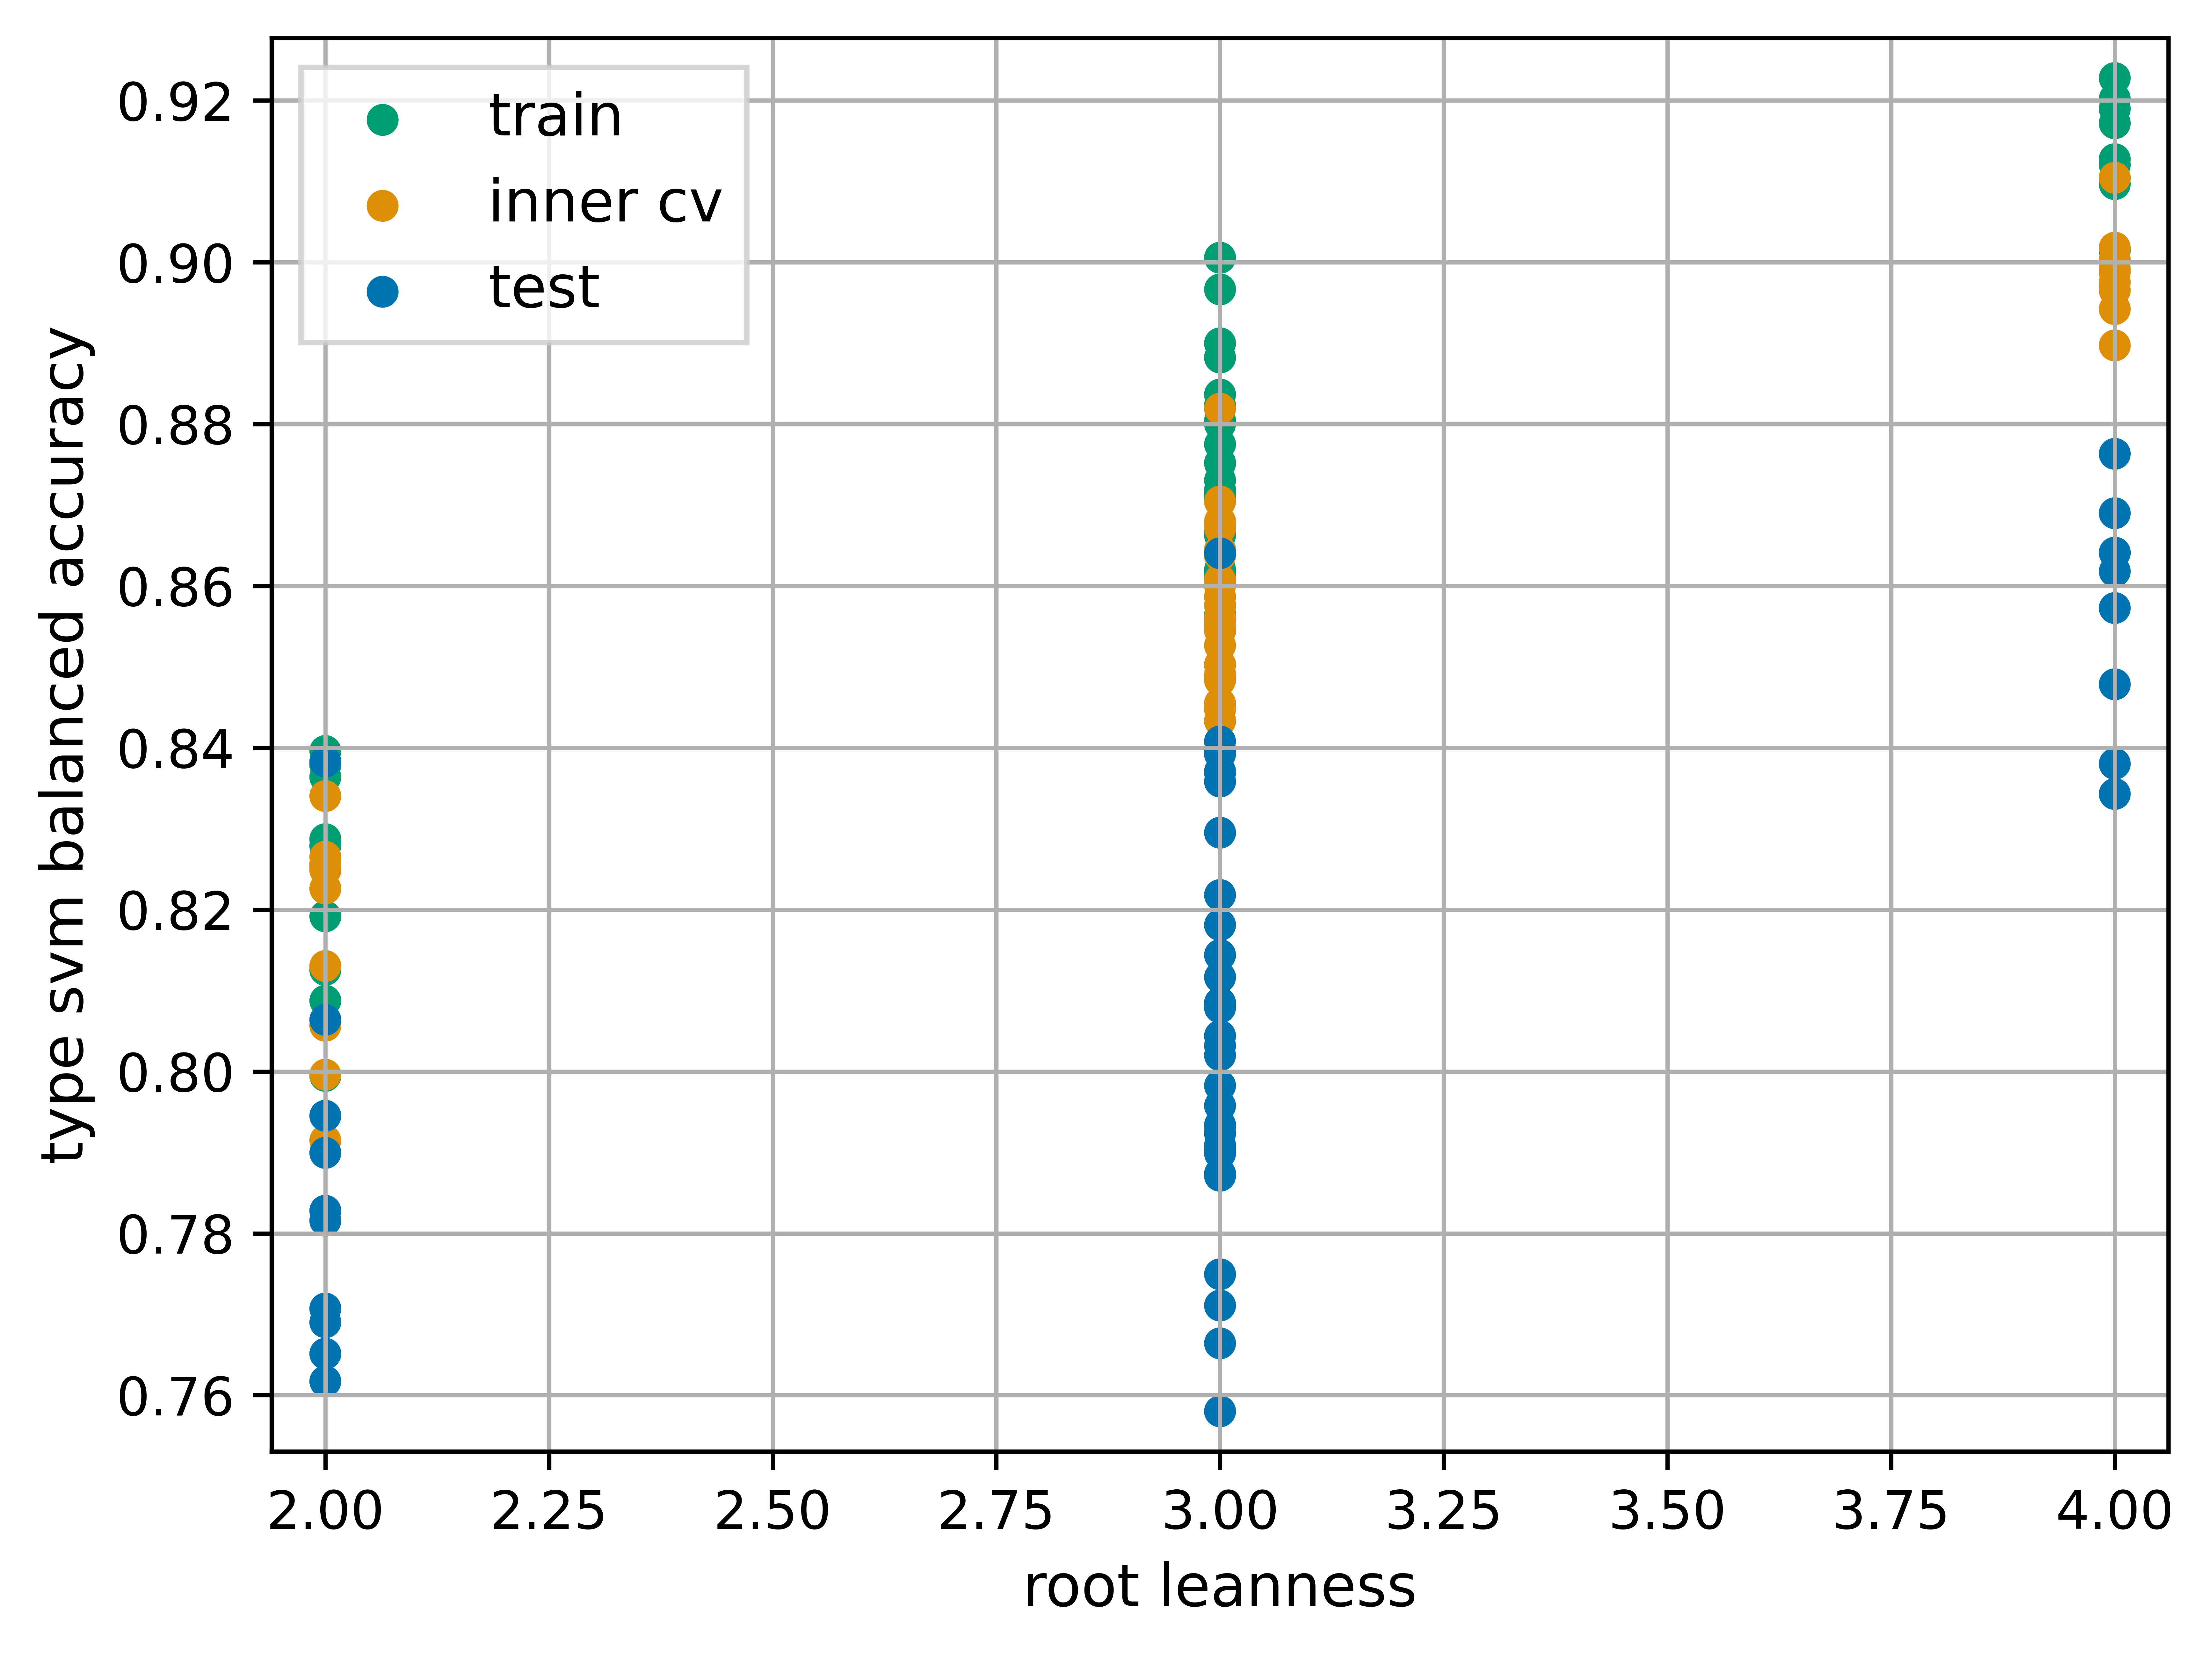 train
inner cv
test
0.92
0.90
0.88
0.86
0.84
0.82
0.80
0.78
0.76
type svm balanced accuracy
2.00 2.25 2.50 2.75 3.00 3.25 3.50 3.75 4.00
root leanness